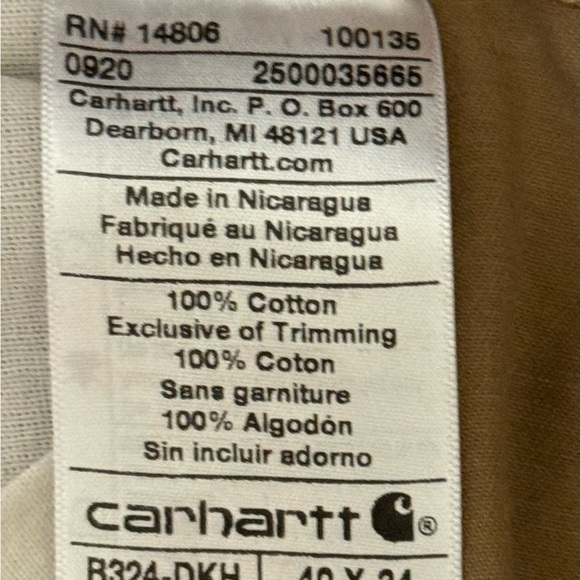 RN# 14806 100135
0920 2500035665
Carhartt, Inc. P. O. Box 600
Dearborn, MI 48121 USA
Carhartt.com
Made in Nicaragua
Fabriqué au Nicaragua
Hecho en Nicaragua
100% Cotton
Exclusive of Trimming
100% Coton
Sans garniture
100% Algodón
Sin incluir adorno
carhartt ®
B324-DKH